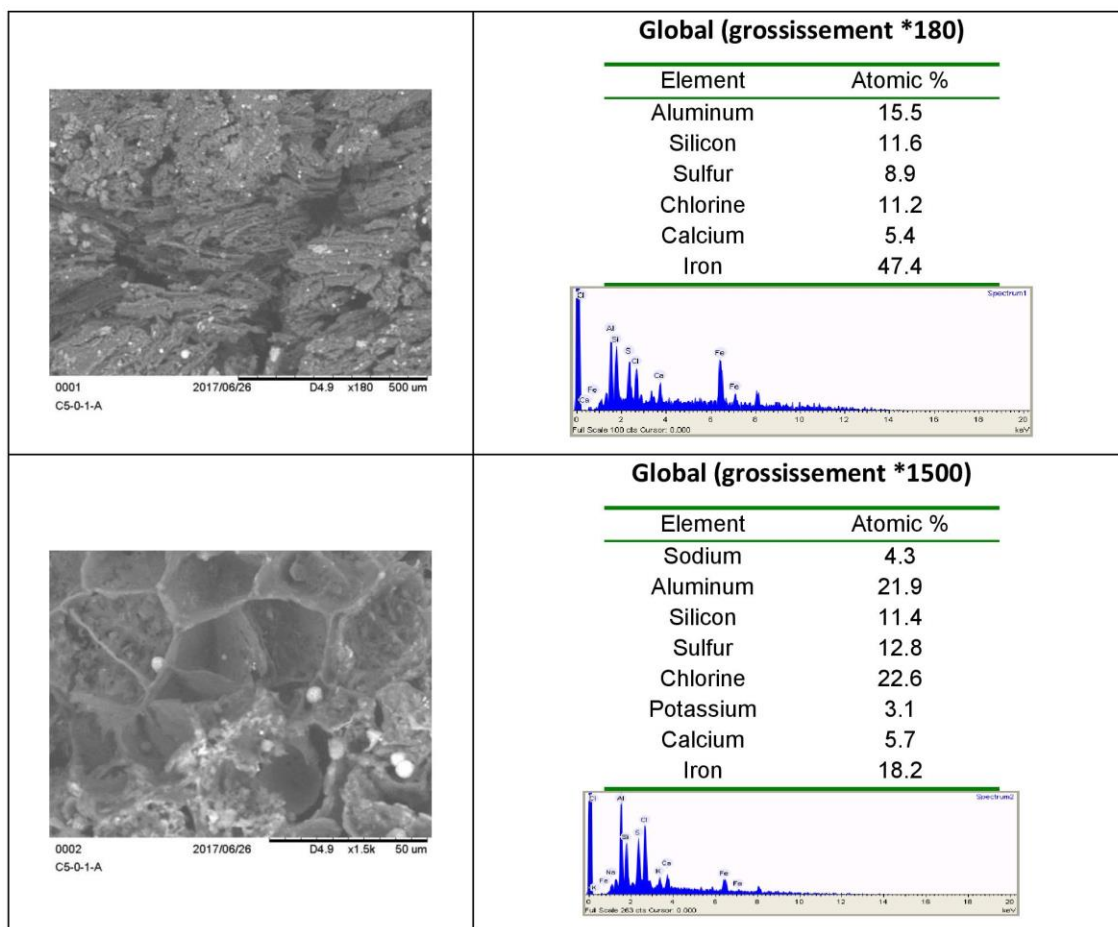 Global (grossissement *180)
Element Atomic %
Aluminum 15.5
Silicon 11.6
Sulfur 8.9
Chlorine 11.2
Calcium 5.4
Iron 47.4
Spectrum1
Cl
Al
Si
S
Cl
Ca
Fe
Fe
Fe
Ca
0 2 4 6 8 10 12 14 16 18 20
Full Scale 100 cts Cursor: 0.000 keV
0001 2017/06/26 D4.9 x180 500 um
C5-0-1-A
Global (grossissement *1500)
Element Atomic %
Sodium 4.3
Aluminum 21.9
Silicon 11.4
Sulfur 12.8
Chlorine 22.6
Potassium 3.1
Calcium 5.7
Iron 18.2
Spectrum2
Cl
Al
Si
S
Cl
K
Ca
Fe
Fe
Na
Fe
K
0 2 4 6 8 10 12 14 16 18 20
Full Scale 263 cts Cursor: 0.000 keV
0002 2017/06/26 D4.9 x1.5k 50 um
C5-0-1-A